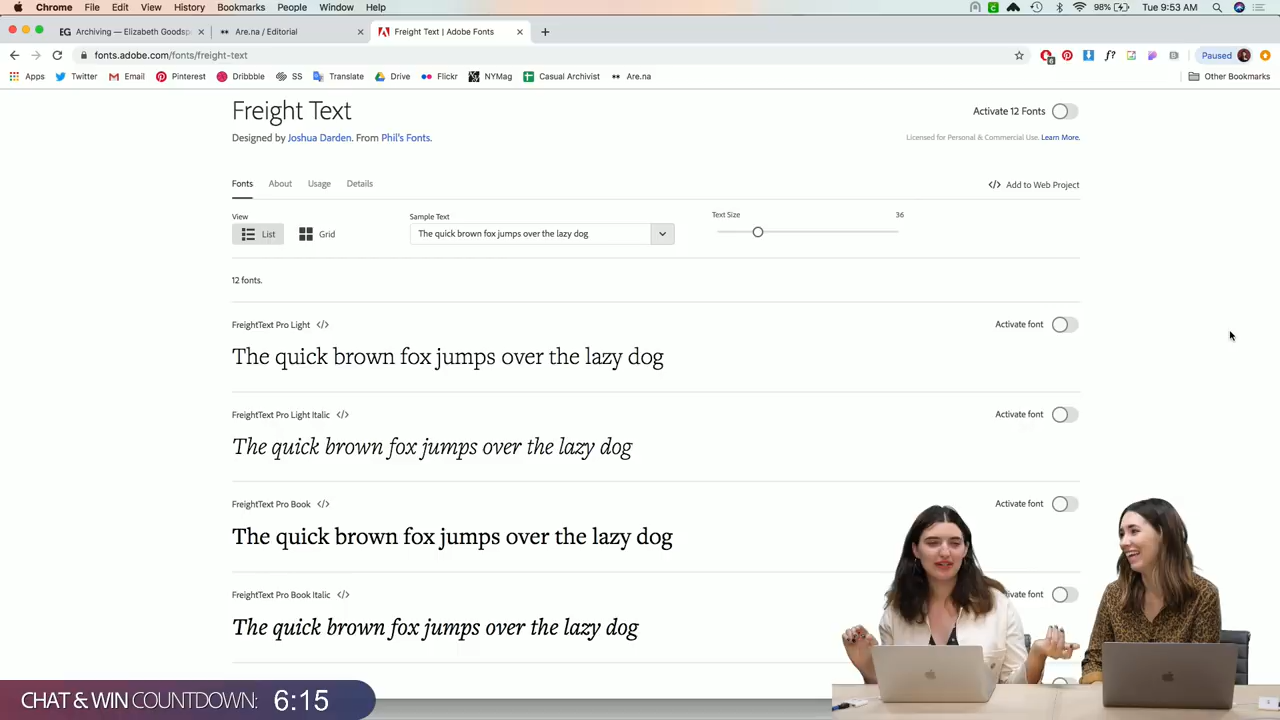 Chrome File Edit View History Bookmarks People Window Help 98% Tue 9:53 AM
EG Archiving — Elizabeth Goodsp Are.na / Editorial Freight Text | Adobe Fonts
fonts.adobe.com/fonts/freight-text Paused
Apps Twitter Email Pinterest Dribbble SS Translate Drive Flickr NYMag Casual Archivist Are.na Other Bookmarks
Freight Text
Activate 12 Fonts
Designed by Joshua Darden. From Phil's Fonts.
Licensed for Personal & Commercial Use. Learn More.
Fonts About Usage Details
</> Add to Web Project
View Sample Text Text Size 36
List Grid The quick brown fox jumps over the lazy dog
12 fonts.
FreightText Pro Light </> Activate font
The quick brown fox jumps over the lazy dog
FreightText Pro Light Italic </> Activate font
The quick brown fox jumps over the lazy dog
FreightText Pro Book </> Activate font
The quick brown fox jumps over the lazy dog
FreightText Pro Book Italic </> font
The quick brown fox jumps over the lazy dog
CHAT & WIN COUNTDOWN: 6:15